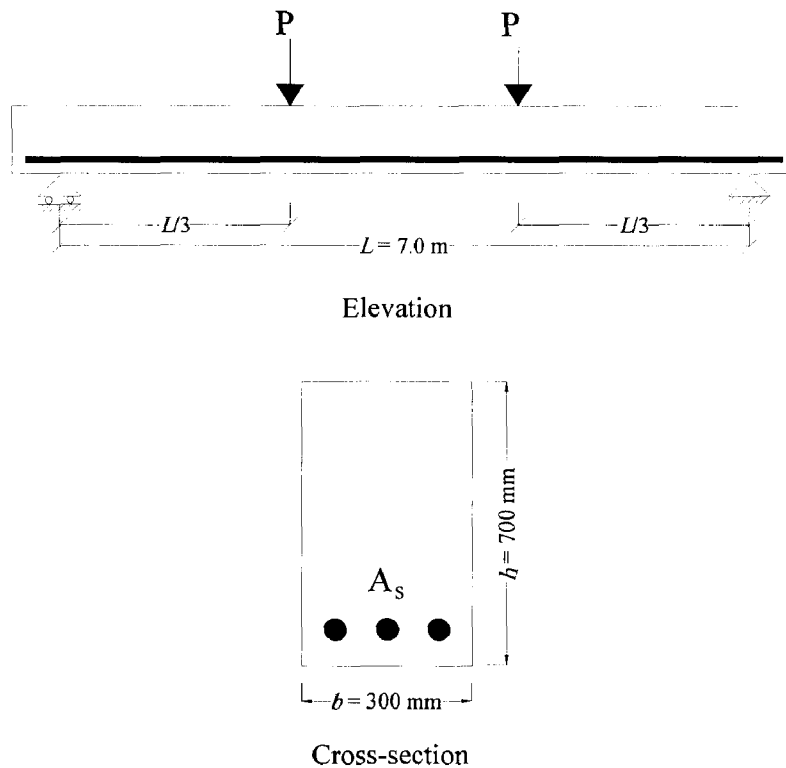 P P
L/3 L/3
L = 7.0 m
Elevation
A_s
h = 700 mm
b = 300 mm
Cross-section